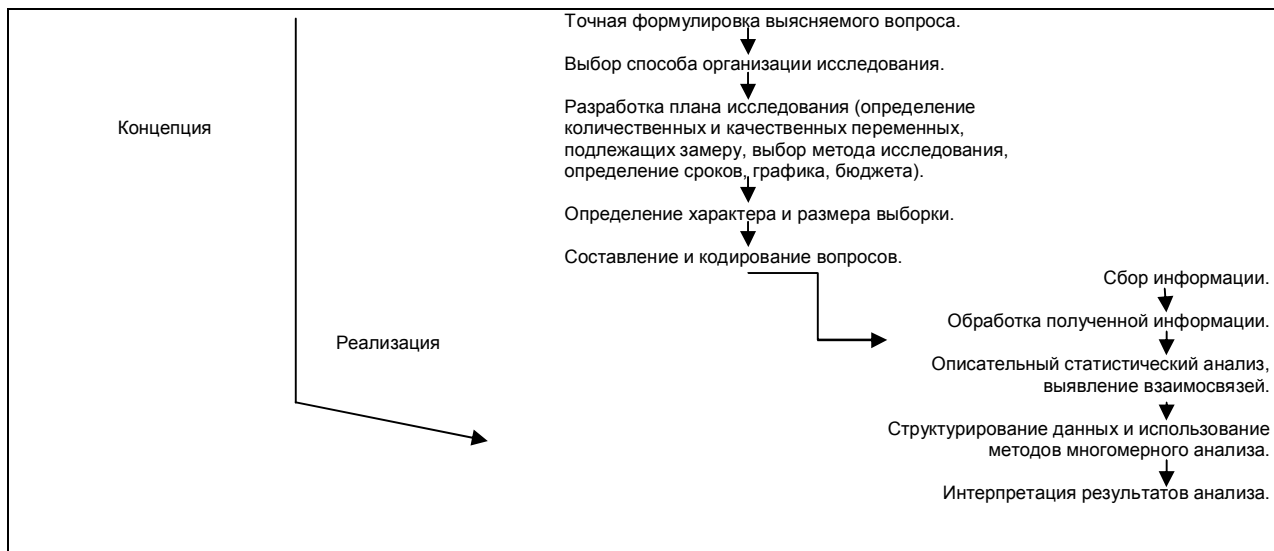 Точная формулировка выясняемого вопроса.
Выбор способа организации исследования.
Разработка плана исследования (определение
количественных и качественных переменных,
подлежащих замеру, выбор метода исследования,
определение сроков, графика, бюджета).
Концепция
Определение характера и размера выборки.
Составление и кодирование вопросов.
Сбор информации.
Обработка полученной информации.
Реализация
Описательный статистический анализ,
выявление взаимосвязей.
Структурирование данных и использование
методов многомерного анализа.
Интерпретация результатов анализа.